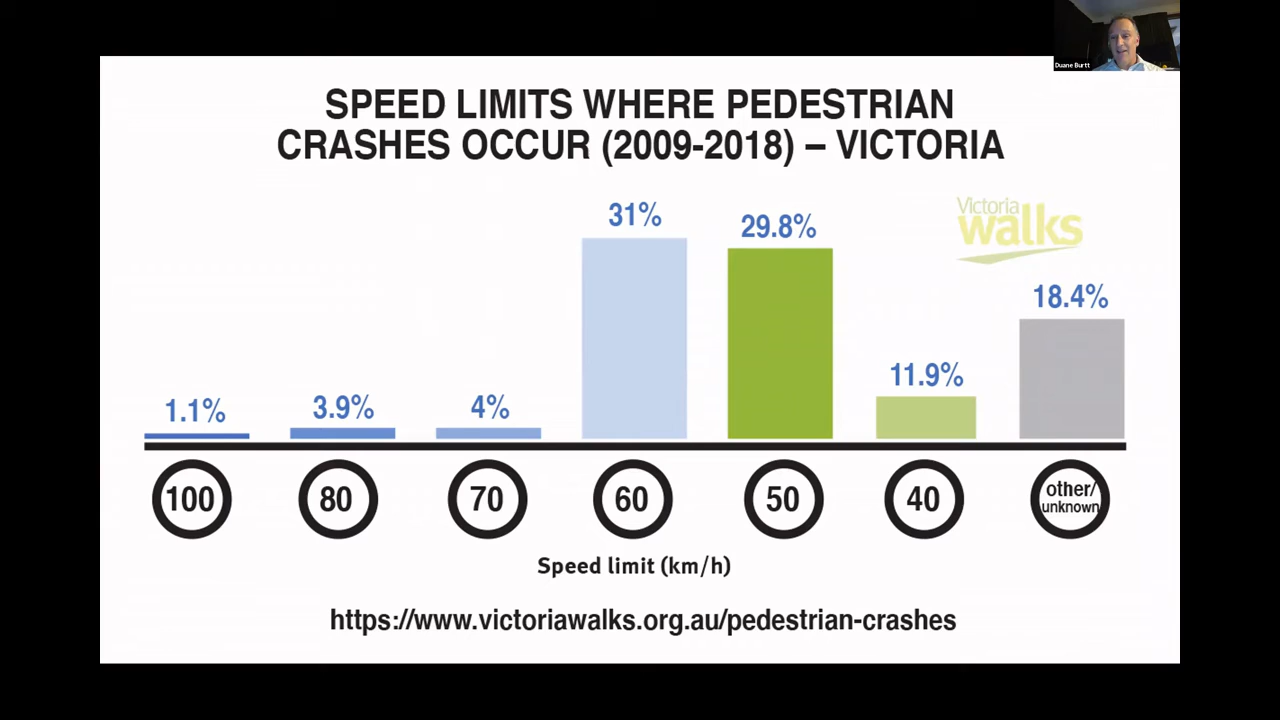 Duane Burtt
SPEED LIMITS WHERE PEDESTRIAN
CRASHES OCCUR (2009-2018) – VICTORIA
Victoria
walks
31%
29.8%
18.4%
11.9%
1.1%
3.9%
4%
100
80
70
60
50
40
other/
unknown
Speed limit (km/h)
https://www.victoriawalks.org.au/pedestrian-crashes